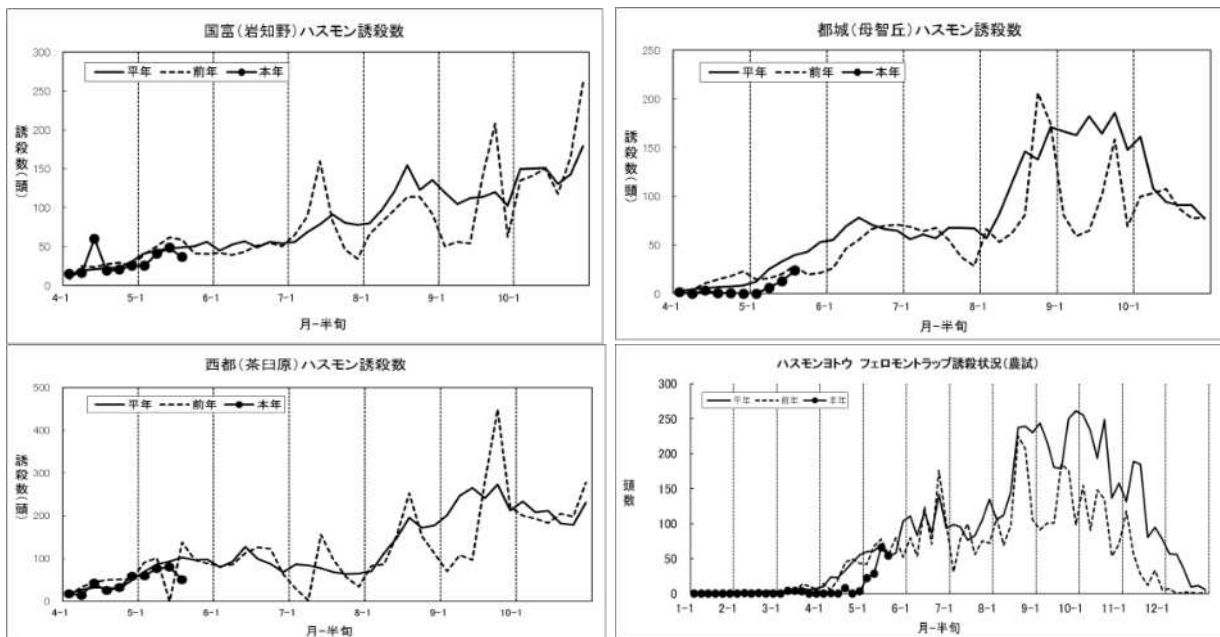 国富(岩知野)ハスモン誘殺数
300
250
200
150
100
50
0
誘殺数(頭)
平年 前年 本年
4-1 5-1 6-1 7-1 8-1 9-1 10-1
月-半旬
都城(母智丘)ハスモン誘殺数
250
200
150
100
50
0
誘殺数(頭)
平年 前年 本年
4-1 5-1 6-1 7-1 8-1 9-1 10-1
月-半旬
西都(茶臼原)ハスモン誘殺数
500
400
300
200
100
0
誘殺数(頭)
平年 前年 本年
4-1 5-1 6-1 7-1 8-1 9-1 10-1
月-半旬
ハスモンヨトウ フェロモントラップ誘殺状況(農試)
300
250
200
150
100
50
0
頭数
平年 前年 本年
1-1 2-1 3-1 4-1 5-1 6-1 7-1 8-1 9-1 10-1 11-1 12-1
月-半旬